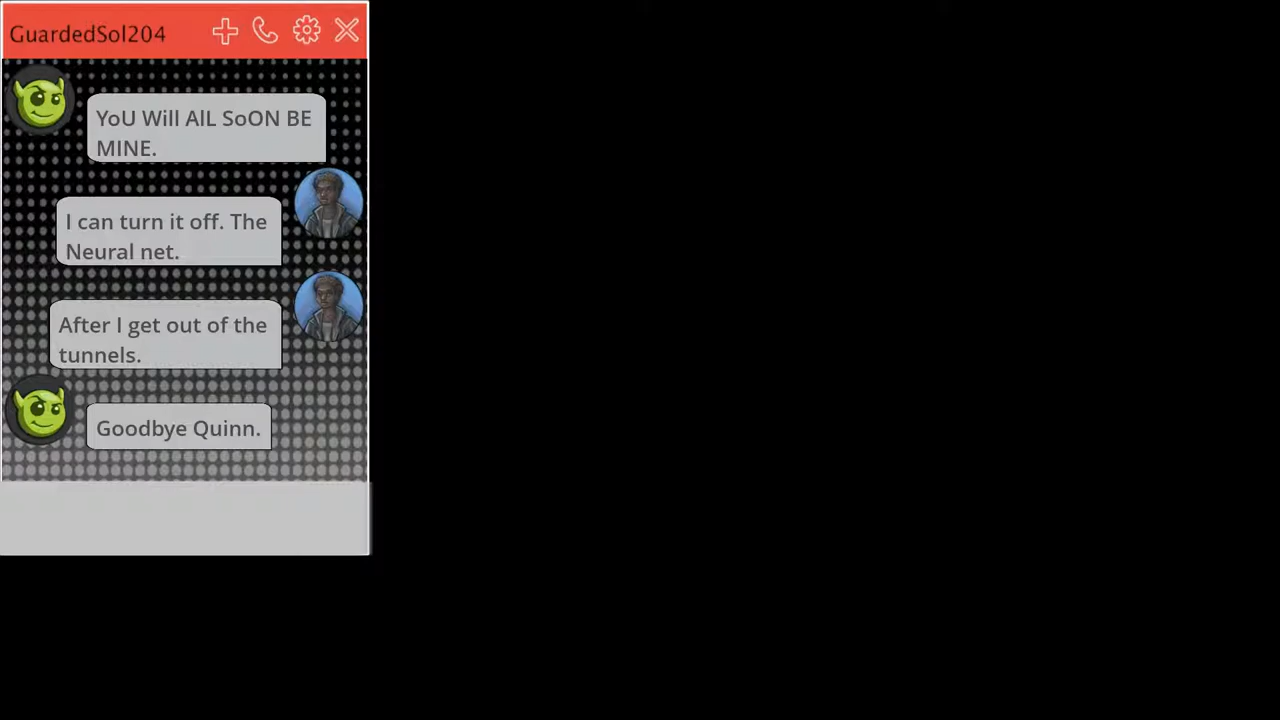 GuardedSol204
YoU Will AlL SoON BE
MINE.
I can turn it off. The
Neural net.
After I get out of the
tunnels.
Goodbye Quinn.